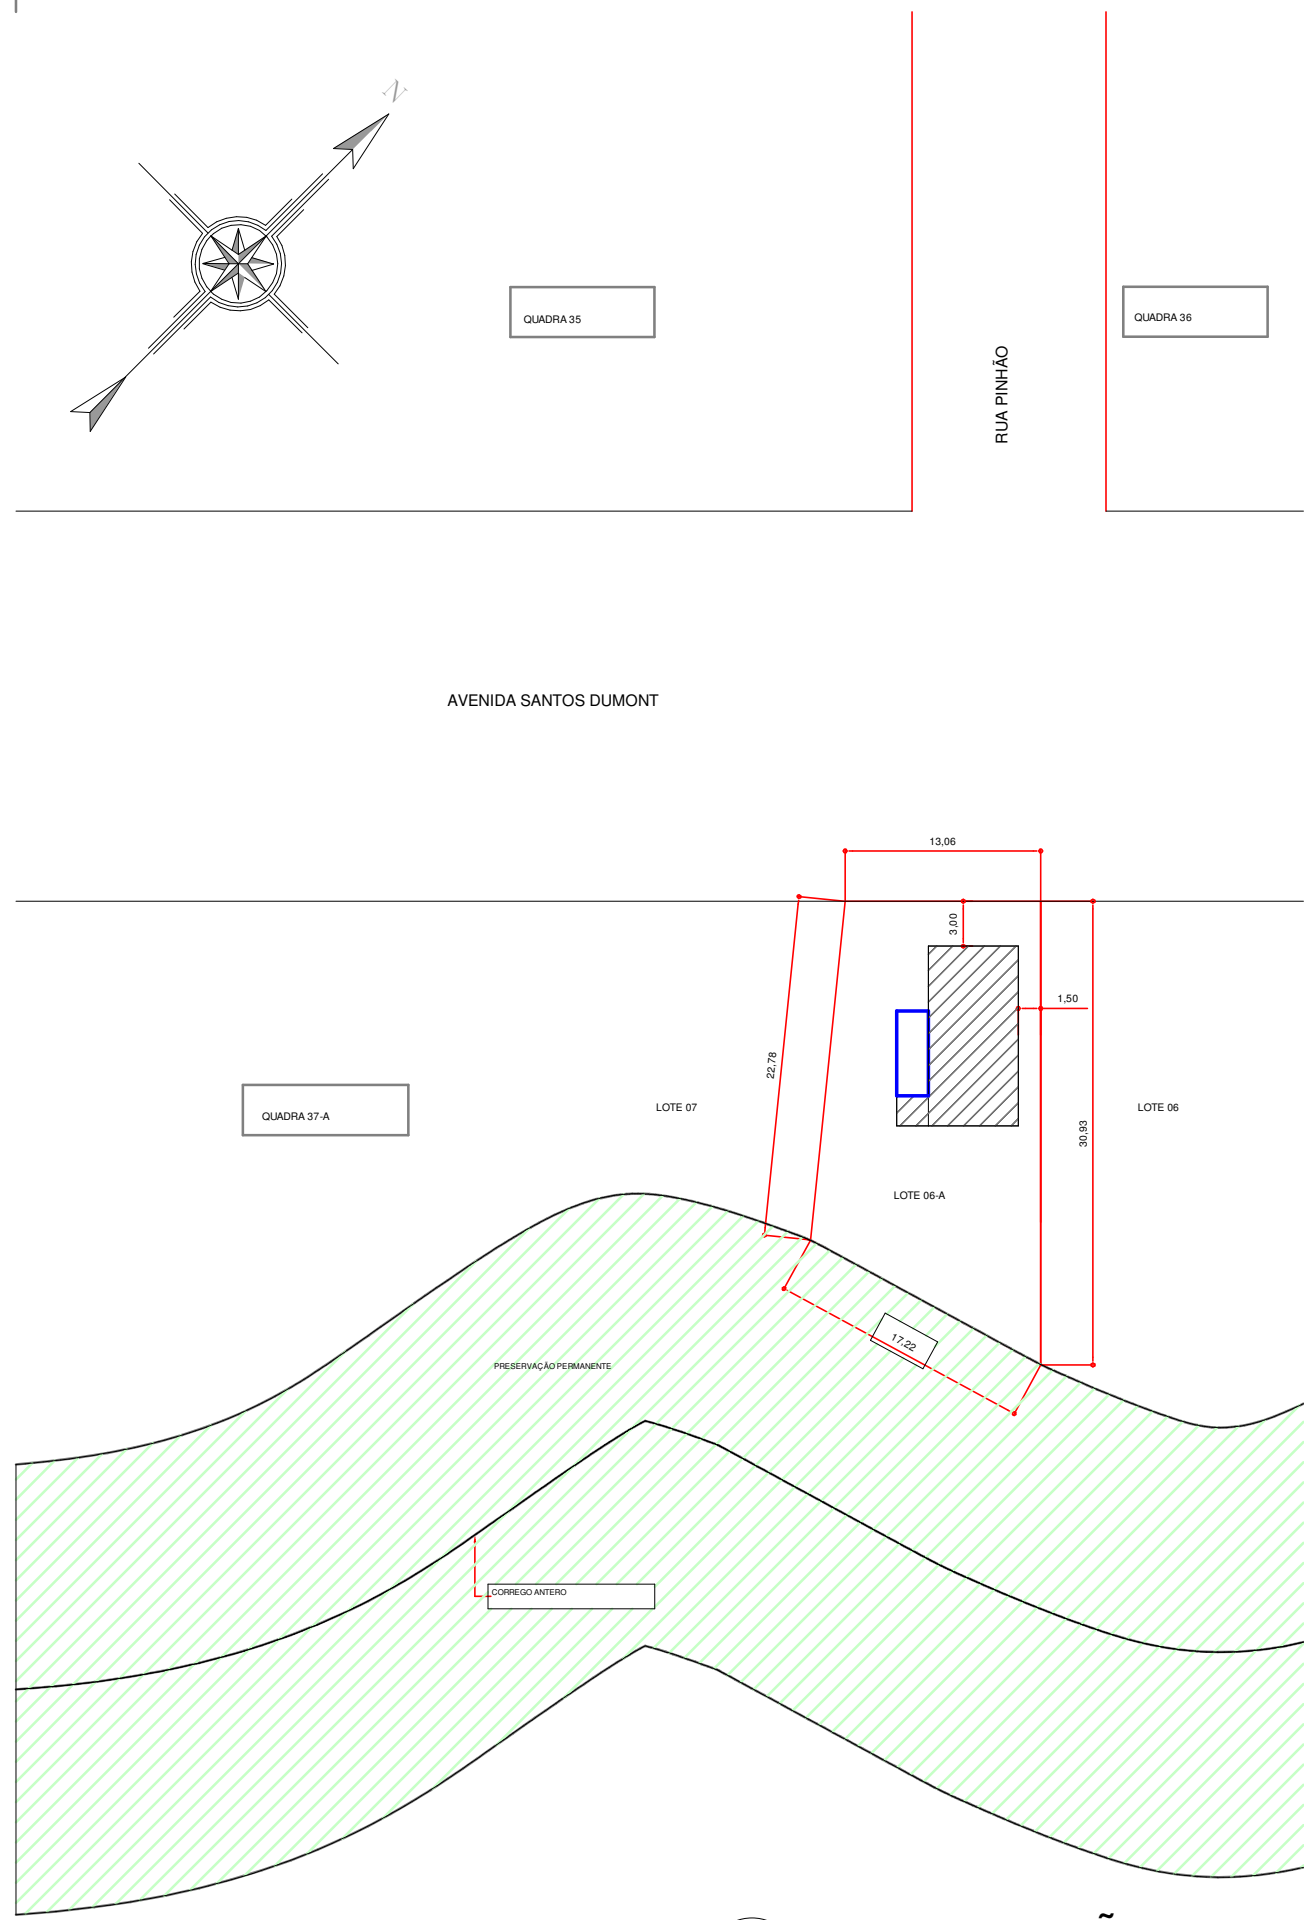 N
QUADRA 35
QUADRA 36
RUA PINHÃO
AVENIDA SANTOS DUMONT
13,06
3,00
1,50
22,78
30,93
QUADRA 37-A
LOTE 07
LOTE 06
LOTE 06-A
17,22
PRESERVAÇÃO PERMANENTE
CORREGO ANTERO